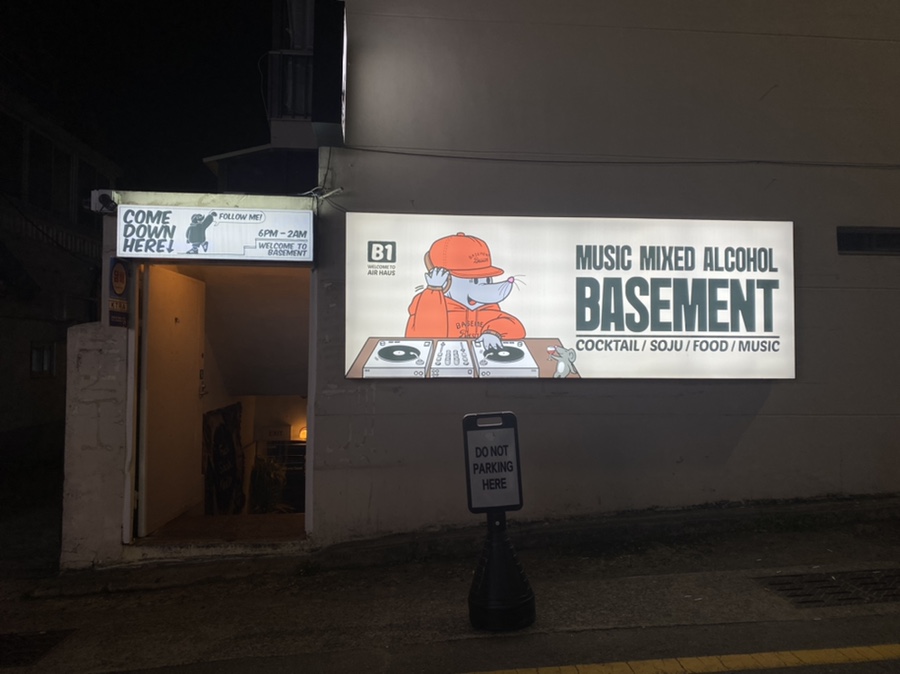 COME
DOWN
HERE!
FOLLOW ME!
6PM - 2AM
WELCOME TO
BASEMENT
B1
WELCOME TO
AIR HAUS
BASEME
MUSIC MIXED ALCOHOL
BASEMENT
COCKTAIL / SOJU / FOOD / MUSIC
DO NOT
PARKING
HERE